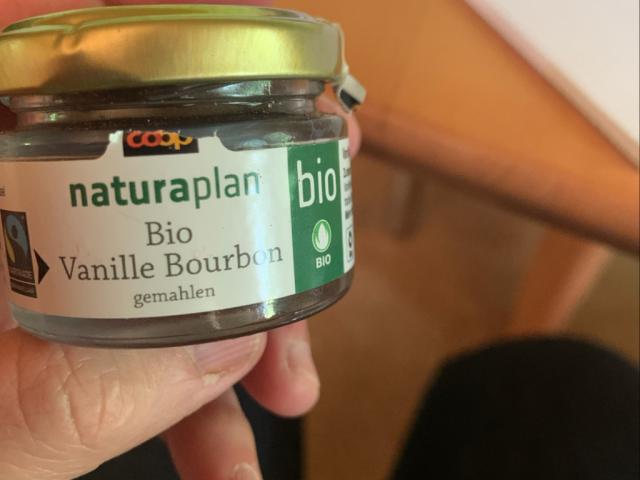 coop
naturaplan
bio
Bio
Vanille Bourbon
gemahlen
BIO